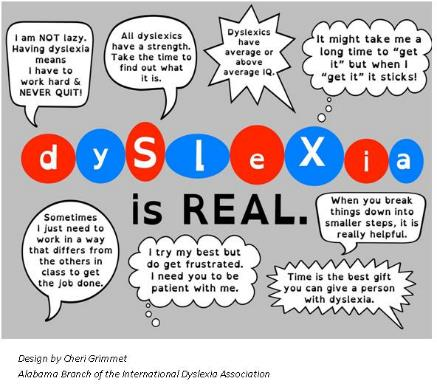 I am NOT lazy.
Having dyslexia
means
I have to
work hard &
NEVER QUIT!
All dyslexics
have a strength.
Take the time to
find out what
it is.
Dyslexics
have
average or
above
average IQ.
It might take me a
long time to "get
it" but when I
"get" it it sticks!
dySleXia
is REAL.
Sometimes
I just need to
work in a way
that differs from
the others in
class to get
the job done.
I try my best but
do get frustrated.
I need you to be
patient with me.
When you break
things down into
smaller steps, it is
really helpful.
Time is the best gift
you can give a person
with dyslexia.
Design by Cheri Grimmet
Alabama Branch of the International Dyslexia Association